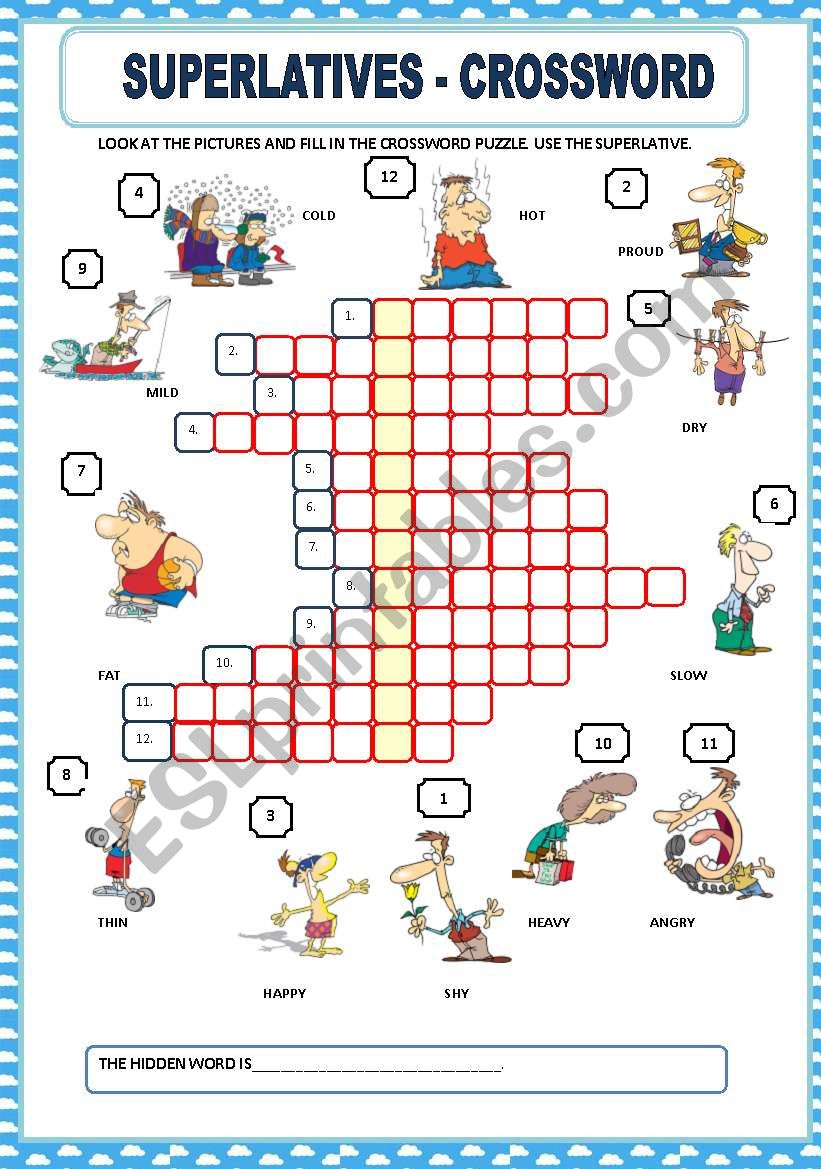 SUPERLATIVES - CROSSWORD
LOOK AT THE PICTURES AND FILL IN THE CROSSWORD PUZZLE. USE THE SUPERLATIVE.
4
COLD
12
HOT
2
PROUD
9
MILD
5
DRY
7
FAT
6
SLOW
1.
2.
3.
4.
5.
6.
7.
8.
9.
10.
11.
12.
8
THIN
3
HAPPY
1
SHY
10
HEAVY
11
ANGRY
THE HIDDEN WORD IS________________________________.
ESLprintables.com